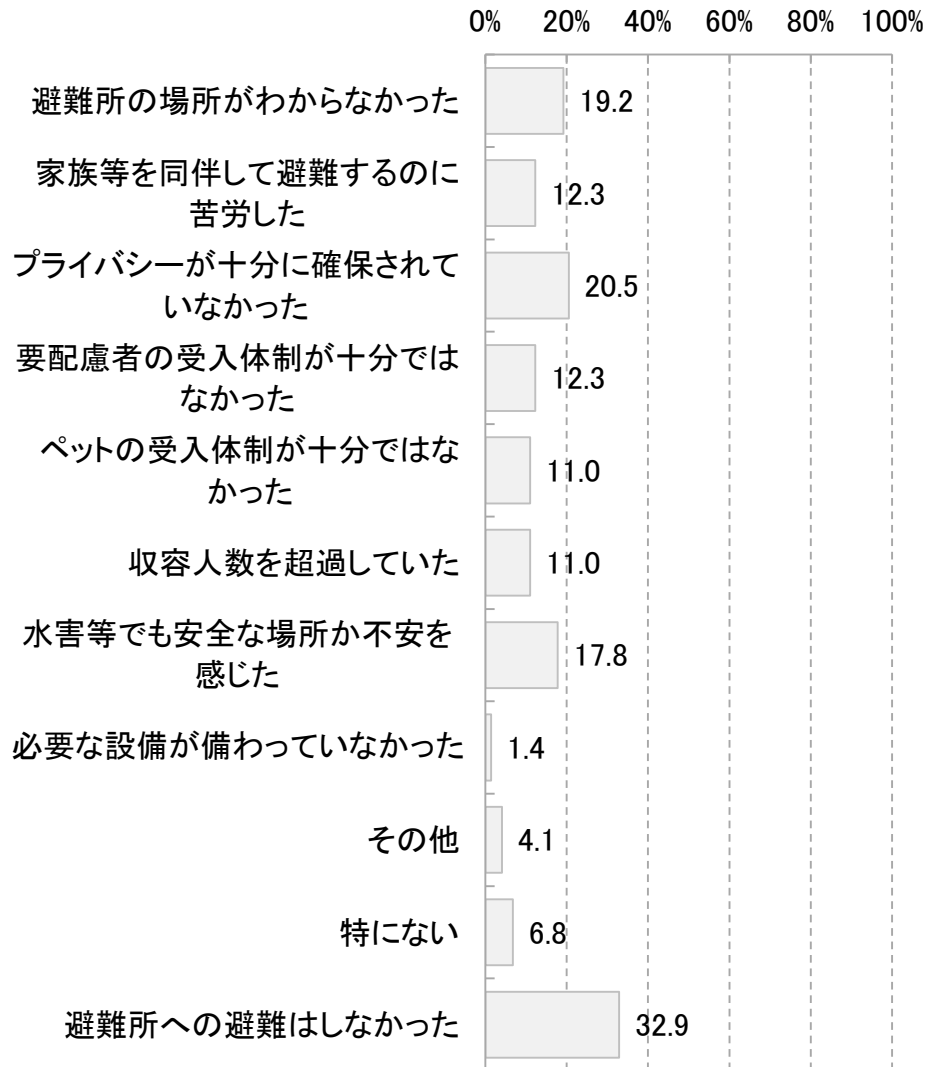 0% 20% 40% 60% 80% 100%
避難所の場所がわからなかった 19.2
家族等を同伴して避難するのに
苦労した 12.3
プライバシーが十分に確保されて
いなかった 20.5
要配慮者の受入体制が十分では
なかった 12.3
ペットの受入体制が十分ではな
かった 11.0
収容人数を超過していた 11.0
水害等でも安全な場所か不安を
感じた 17.8
必要な設備が備わっていなかった 1.4
その他 4.1
特にない 6.8
避難所への避難はしなかった 32.9